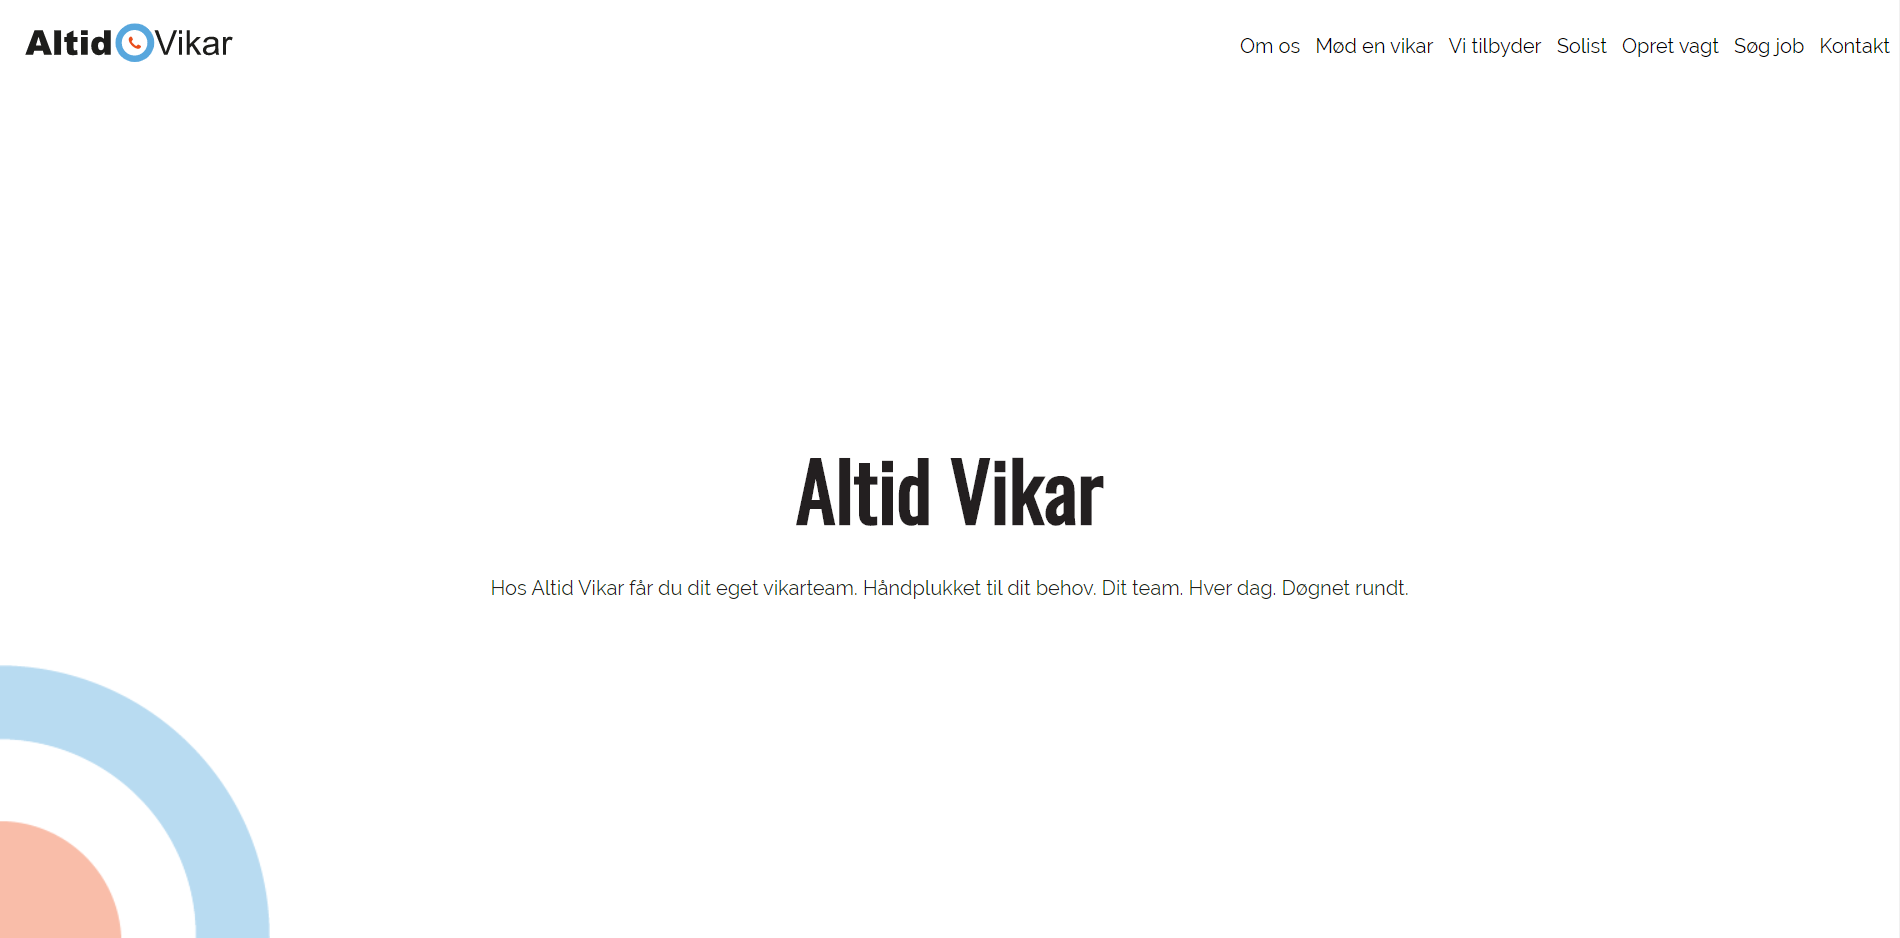 Altid Vikar
Om os Mød en vikar Vi tilbyder Solist Opret vagt Søg job Kontakt
Altid Vikar
Hos Altid Vikar får du dit eget vikarteam. Håndplukket til dit behov. Dit team. Hver dag. Døgnet rundt.